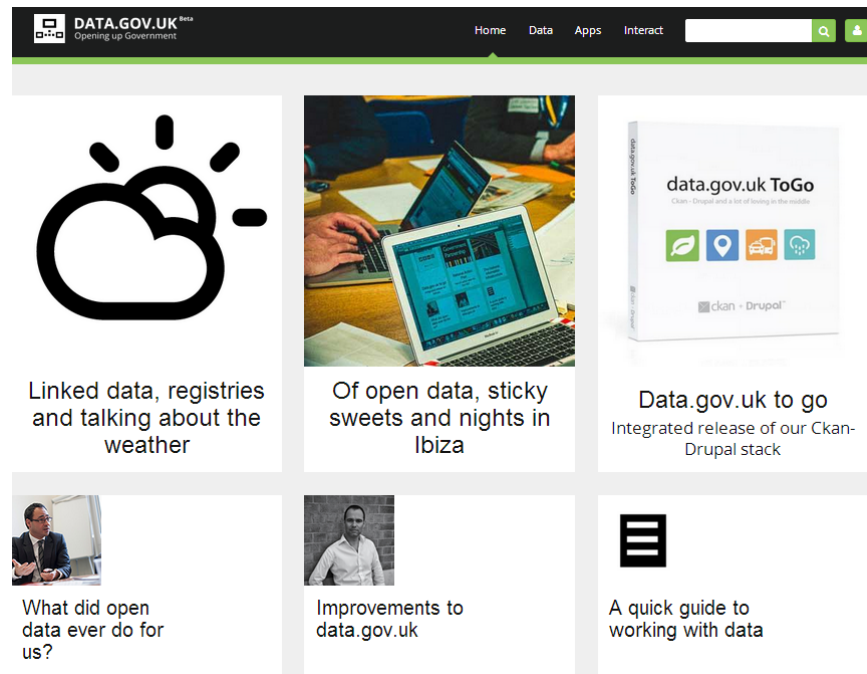 DATA.GOV.UK Beta
Opening up Government
Home Data Apps Interact
data.gov.uk ToGo
data.gov.uk ToGo
Ckan - Drupal and a lot of loving in the middle
ckan + Drupal
Linked data, registries
and talking about the
weather
Of open data, sticky
sweets and nights in
Ibiza
Data.gov.uk to go
Integrated release of our Ckan-
Drupal stack
What did open
data ever do for
us?
Improvements to
data.gov.uk
A quick guide to
working with data